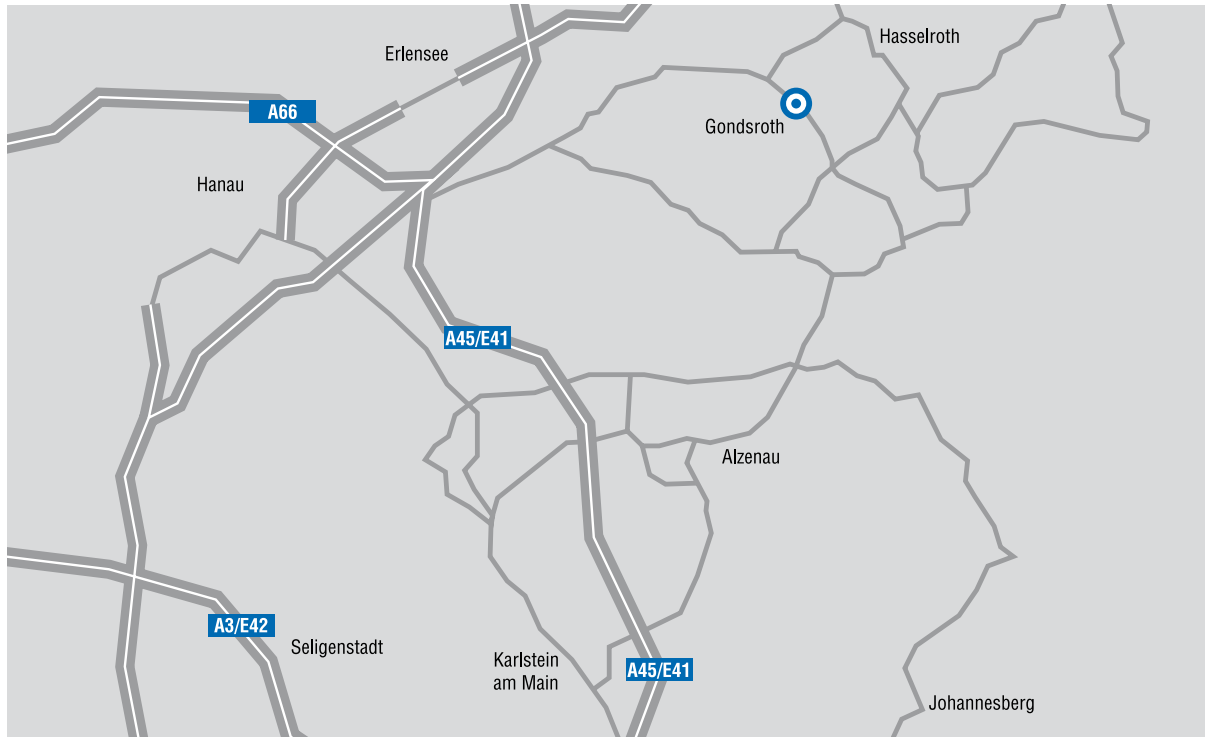 Hasselroth
Erlensee
A66
Gondsroth
Hanau
A45/E41
Alzenau
A3/E42
Seligenstadt
Karlstein
am Main
A45/E41
Johannesberg